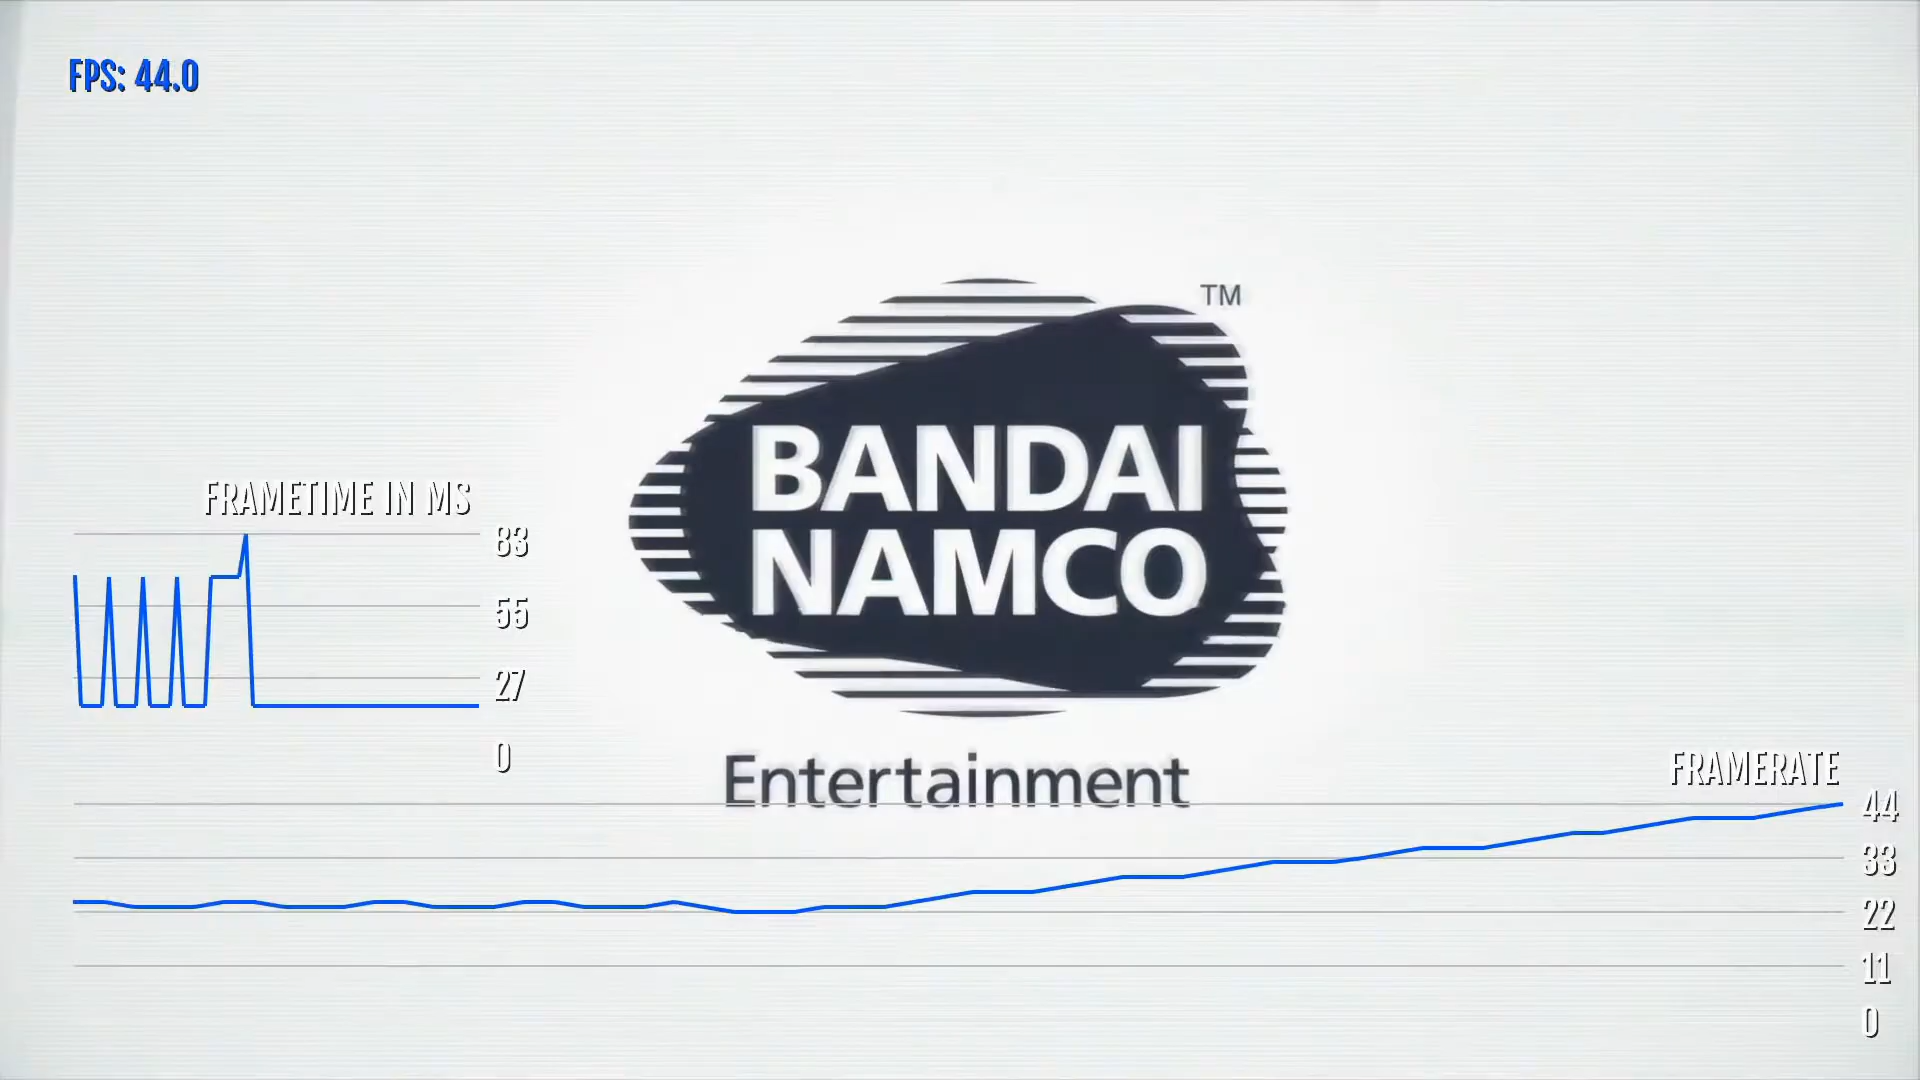 FPS: 44.0
TM
BANDAI
NAMCO
Entertainment
FRAMETIME IN MS
83
55
27
0
FRAMERATE
44
33
22
11
0